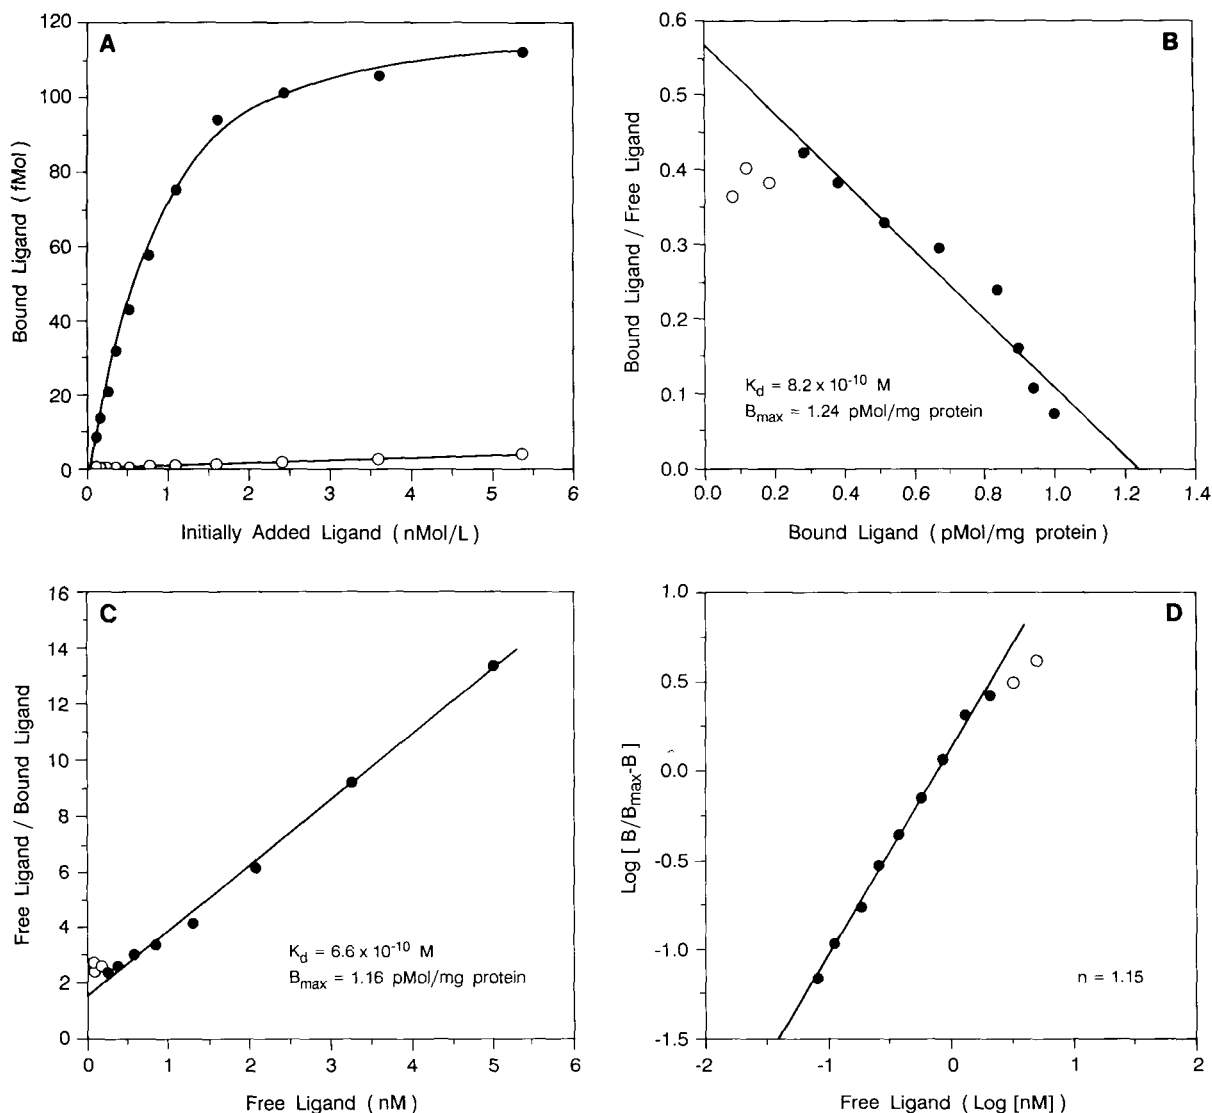 A
120
100
80
60
40
20
0
Bound Ligand (fMol)
0 1 2 3 4 5 6
Initially Added Ligand (nMol/L)
B
0.6
0.5
0.4
0.3
0.2
0.1
0.0
Bound Ligand / Free Ligand
K_d = 8.2 x 10^-10 M
B_max = 1.24 pMol/mg protein
0.0 0.2 0.4 0.6 0.8 1.0 1.2 1.4
Bound Ligand (pMol/mg protein)
C
16
14
12
10
8
6
4
2
0
Free Ligand / Bound Ligand
K_d = 6.6 x 10^-10 M
B_max = 1.16 pMol/mg protein
0 1 2 3 4 5 6
Free Ligand (nM)
D
1.0
0.5
0.0
-0.5
-1.0
-1.5
Log [B/B_max-B]
n = 1.15
-2 -1 0 1 2
Free Ligand (Log [nM])